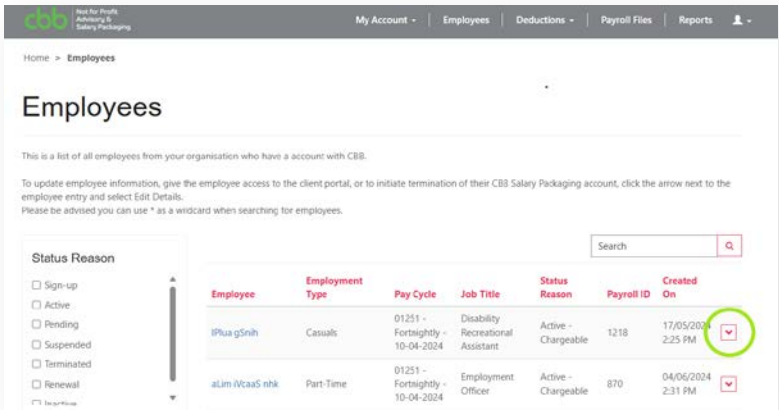 cbb Not for Profit
Advisory &
Salary Packaging
My Account
Employees
Deductions
Payroll Files
Reports
Home > Employees
Employees
This is a list of all employees from your organisation who have a account with CBB.
To update employee information, give the employee access to the client portal, or to initiate termination of their CBB Salary Packaging account, click the arrow next to the
employee entry and select Edit Details.
Please be advised you can use * as a wildcard when searching for employees.
Search
Status Reason
Sign-up
Active
Pending
Suspended
Terminated
Renewal
Inactive
Employee
Employment
Type
Pay Cycle
Job Title
Status
Reason
Payroll ID
Created
On
IPlua gSnih
Casuals
01251 -
Fortnightly -
10-04-2024
Disability
Recreational
Assistant
Active -
Chargeable
1218
17/05/2024
2:25 PM
aLim iVcaaS nhk
Part-Time
01251 -
Fortnightly -
10-04-2024
Employment
Officer
Active -
Chargeable
870
04/06/2024
2:31 PM